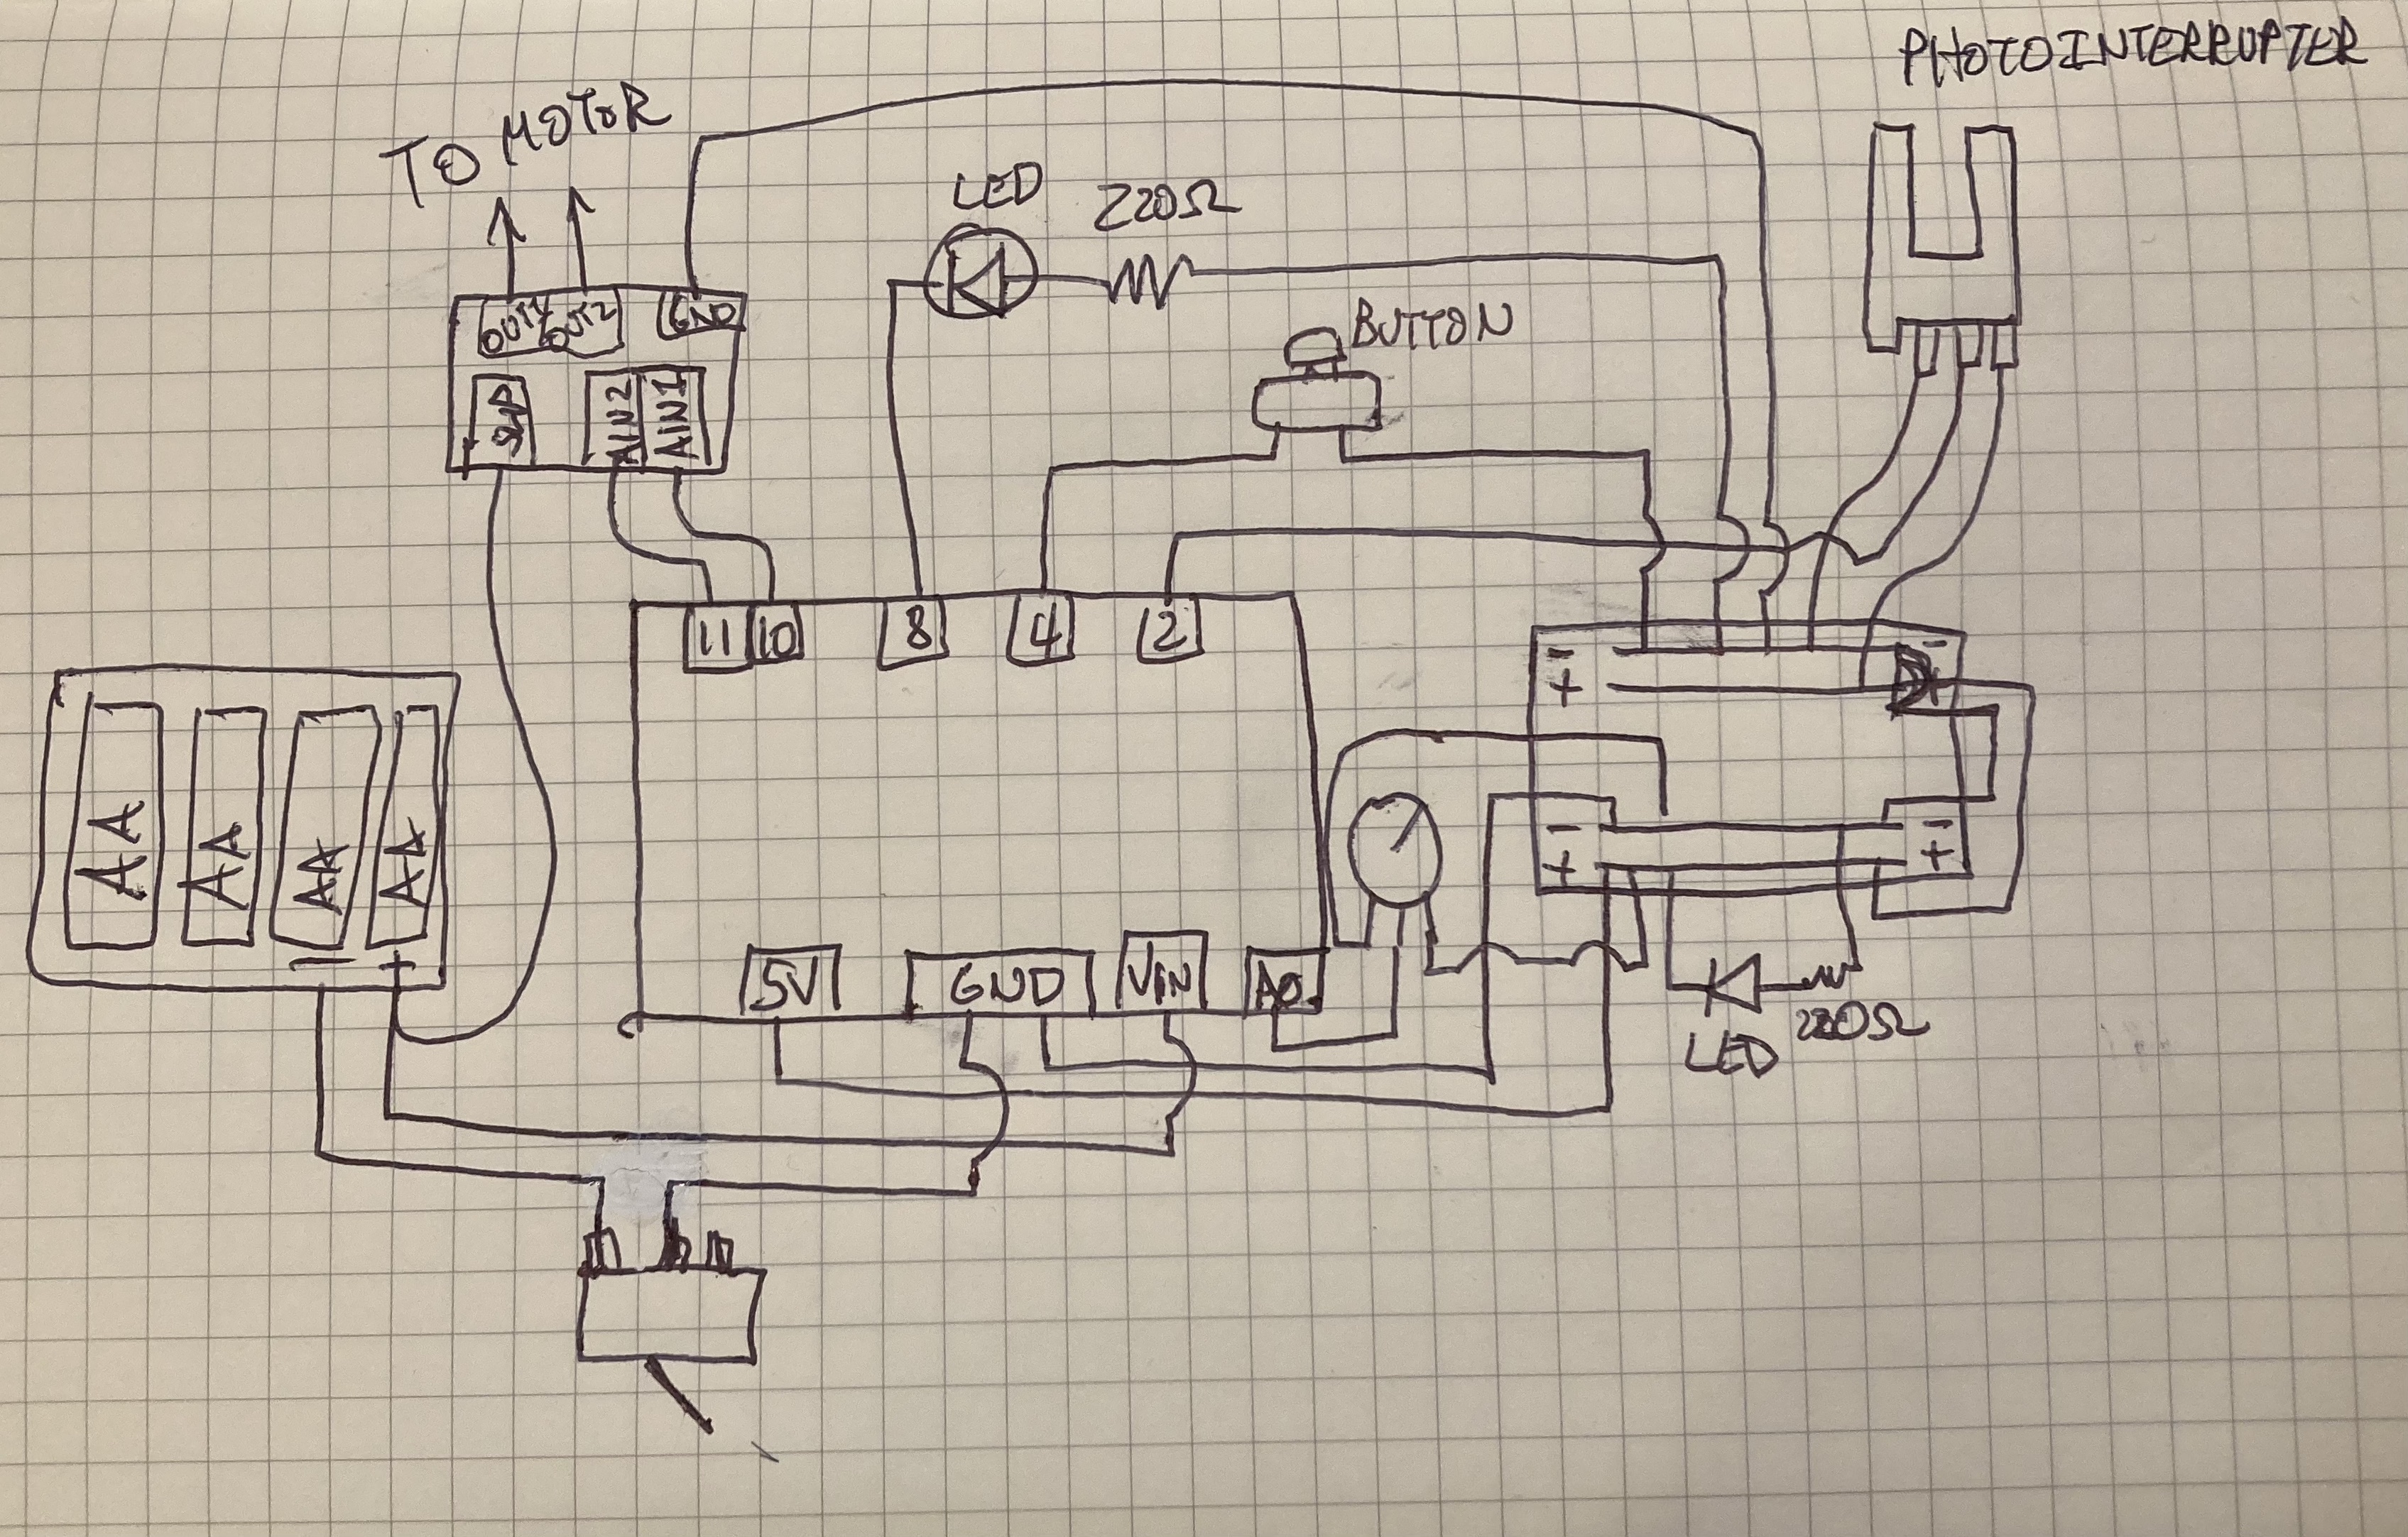 PHOTOINTERRUPTER
TO MOTOR
LED
220Ω
BUTTON
OUT1 OUT2 GND
AIN2 AIN1
11 10 8 4 2
- -
+
AA AA AA AA
- +
- -
+ +
5V GND VIN A0
220Ω
LED